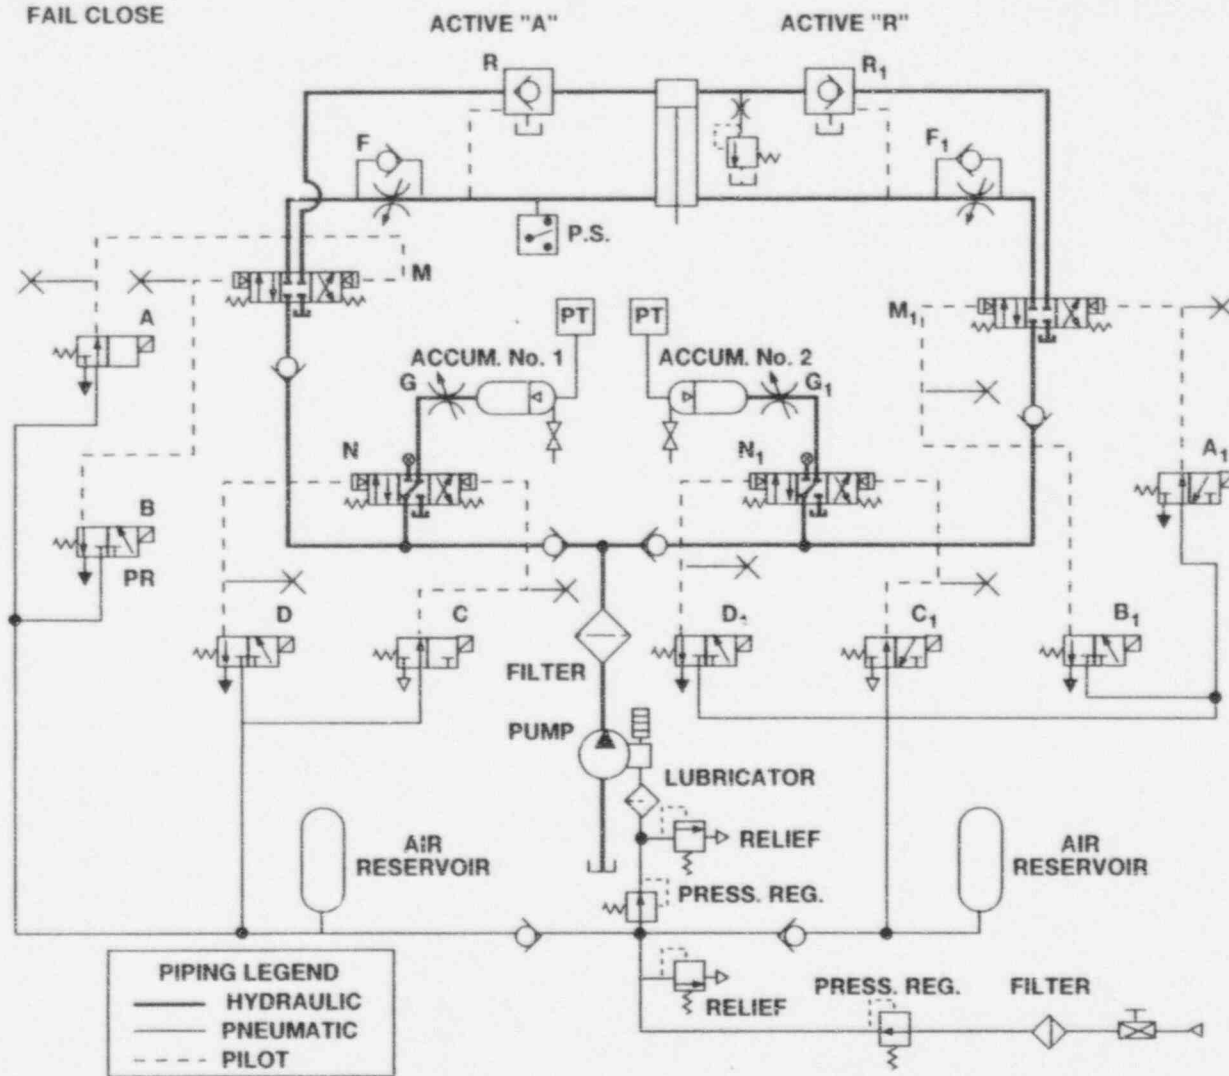 FAIL CLOSE
ACTIVE "A"
ACTIVE "R"
R
R1
F
F1
P.S.
M
M1
A
PT
PT
ACCUM. No. 1
ACCUM. No. 2
G
G1
N
N1
A1
B
PR
D
C
D1
C1
B1
FILTER
PUMP
LUBRICATOR
RELIEF
AIR
RESERVOIR
AIR
RESERVOIR
PRESS. REG.
PIPING LEGEND
HYDRAULIC
PNEUMATIC
PILOT
RELIEF
PRESS. REG.
FILTER